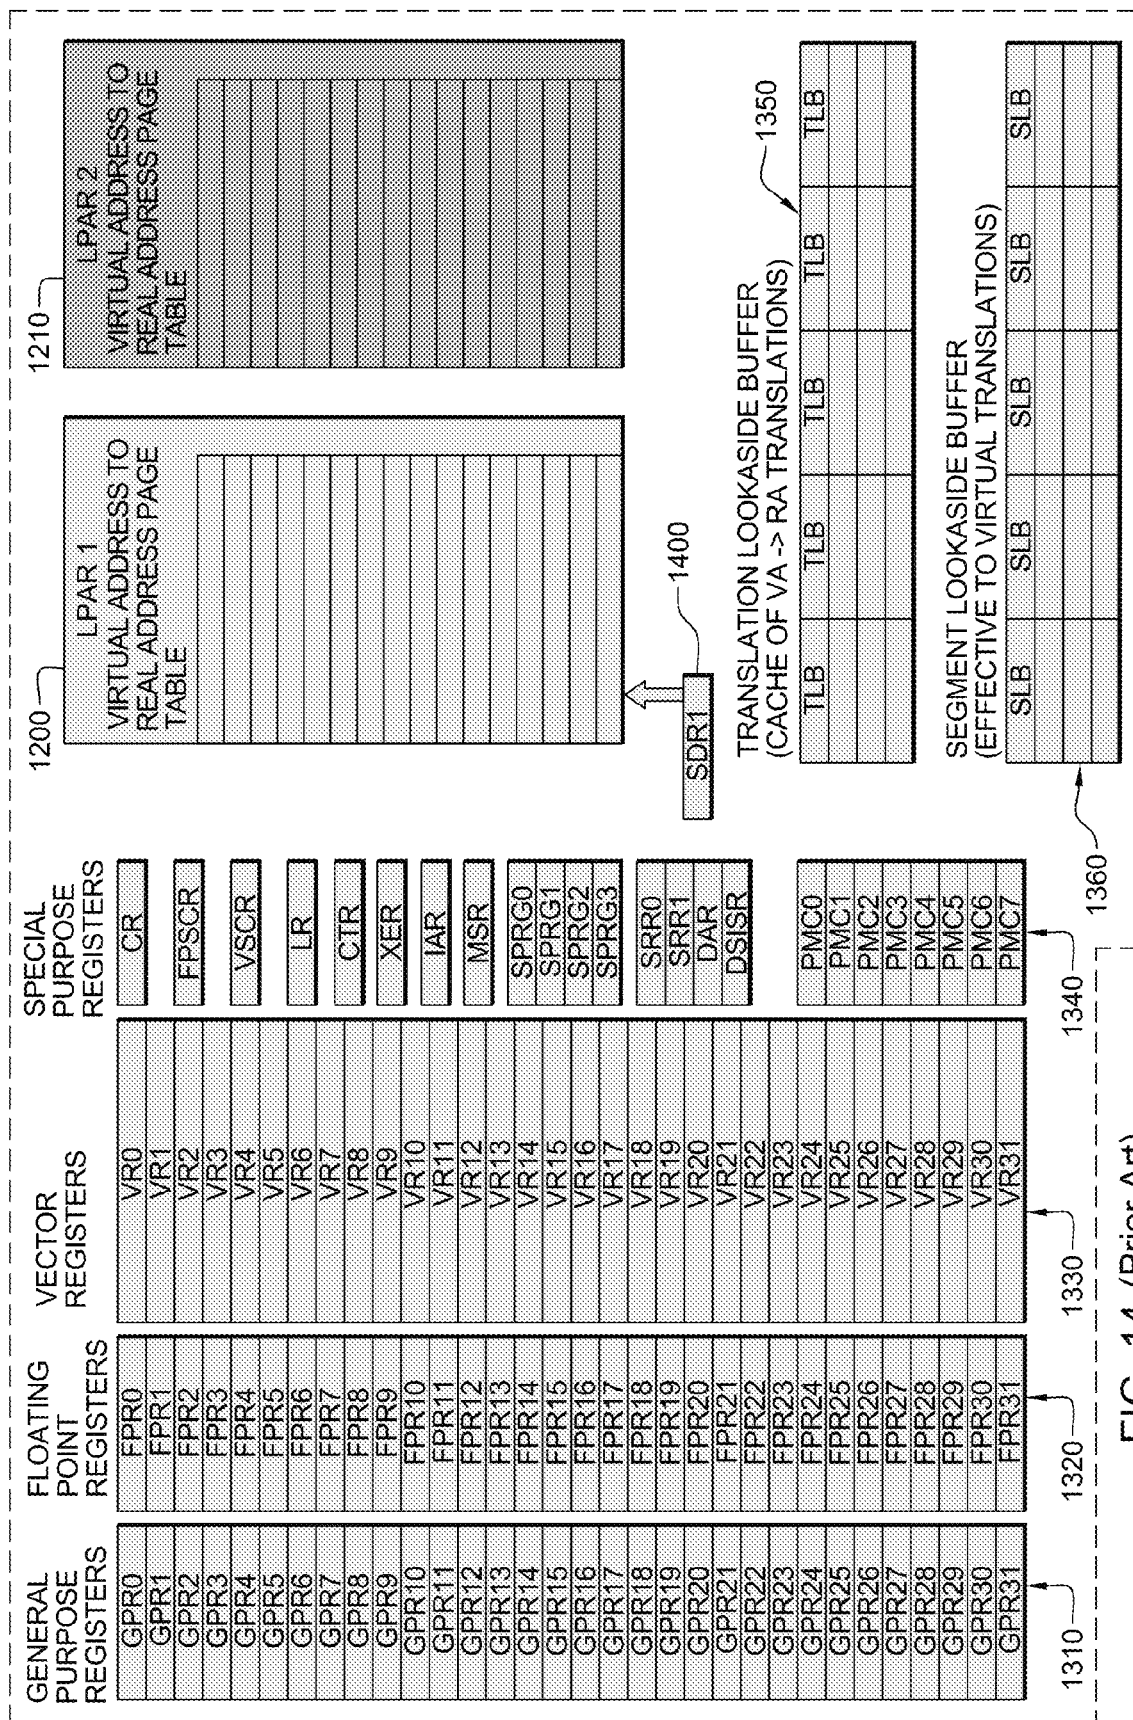 GENERAL
PURPOSE
REGISTERS
GPR0
GPR1
GPR2
GPR3
GPR4
GPR5
GPR6
GPR7
GPR8
GPR9
GPR10
GPR11
GPR12
GPR13
GPR14
GPR15
GPR16
GPR17
GPR18
GPR19
GPR20
GPR21
GPR22
GPR23
GPR24
GPR25
GPR26
GPR27
GPR28
GPR29
GPR30
GPR31
1310
FLOATING
POINT
REGISTERS
FPR0
FPR1
FPR2
FPR3
FPR4
FPR5
FPR6
FPR7
FPR8
FPR9
FPR10
FPR11
FPR12
FPR13
FPR14
FPR15
FPR16
FPR17
FPR18
FPR19
FPR20
FPR21
FPR22
FPR23
FPR24
FPR25
FPR26
FPR27
FPR28
FPR29
FPR30
FPR31
1320
VECTOR
REGISTERS
VR0
VR1
VR2
VR3
VR4
VR5
VR6
VR7
VR8
VR9
VR10
VR11
VR12
VR13
VR14
VR15
VR16
VR17
VR18
VR19
VR20
VR21
VR22
VR23
VR24
VR25
VR26
VR27
VR28
VR29
VR30
VR31
1330
SPECIAL
PURPOSE
REGISTERS
CR
FPSCR
VSCR
LR
CTR
XER
IAR
MSR
SPRG0
SPRG1
SPRG2
SPRG3
SRR0
SRR1
DAR
DSISR
PMC0
PMC1
PMC2
PMC3
PMC4
PMC5
PMC6
PMC7
1340
1200
LPAR 1
VIRTUAL ADDRESS TO
REAL ADDRESS PAGE
TABLE
1210
LPAR 2
VIRTUAL ADDRESS TO
REAL ADDRESS PAGE
TABLE
SDR1
1400
TRANSLATION LOOKASIDE BUFFER
(CACHE OF VA -> RA TRANSLATIONS)
1350
TLB TLB TLB TLB TLB
SEGMENT LOOKASIDE BUFFER
(EFFECTIVE TO VIRTUAL TRANSLATIONS)
SLB SLB SLB SLB SLB
1360
FIG. 14 (Prior Art)